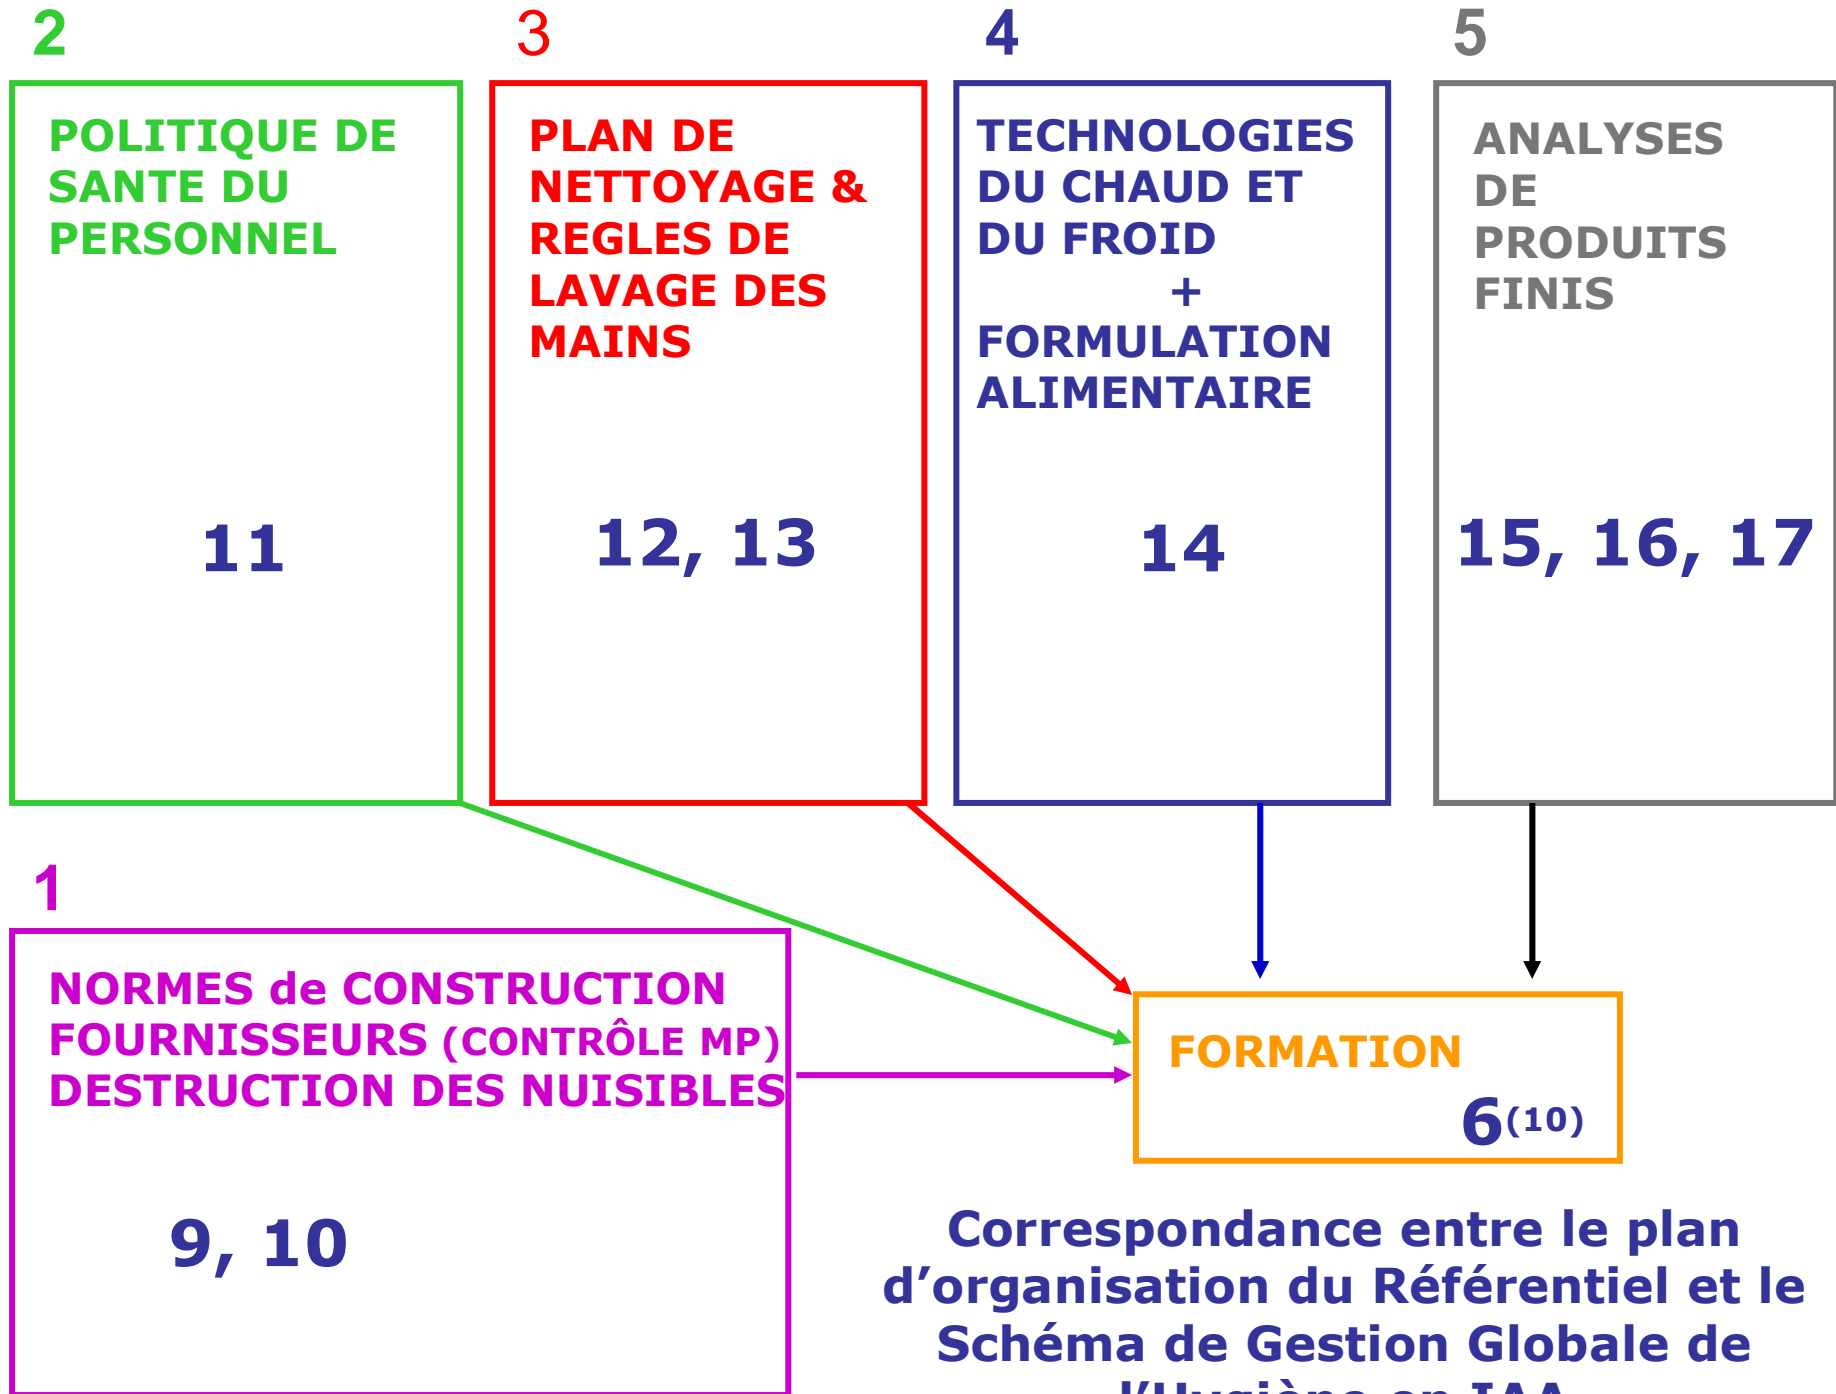 2
POLITIQUE DE
SANTE DU
PERSONNEL
11
3
PLAN DE
NETTOYAGE &
REGLES DE
LAVAGE DES
MAINS
12, 13
4
TECHNOLOGIES
DU CHAUD ET
DU FROID
+
FORMULATION
ALIMENTAIRE
14
5
ANALYSES
DE
PRODUITS
FINIS
15, 16, 17
1
NORMES de CONSTRUCTION
FOURNISSEURS (CONTRÔLE MP)
DESTRUCTION DES NUISIBLES
9, 10
FORMATION
6(10)
Correspondance entre le plan
d’organisation du Référentiel et le
Schéma de Gestion Globale de
l’Hygiène en IAA